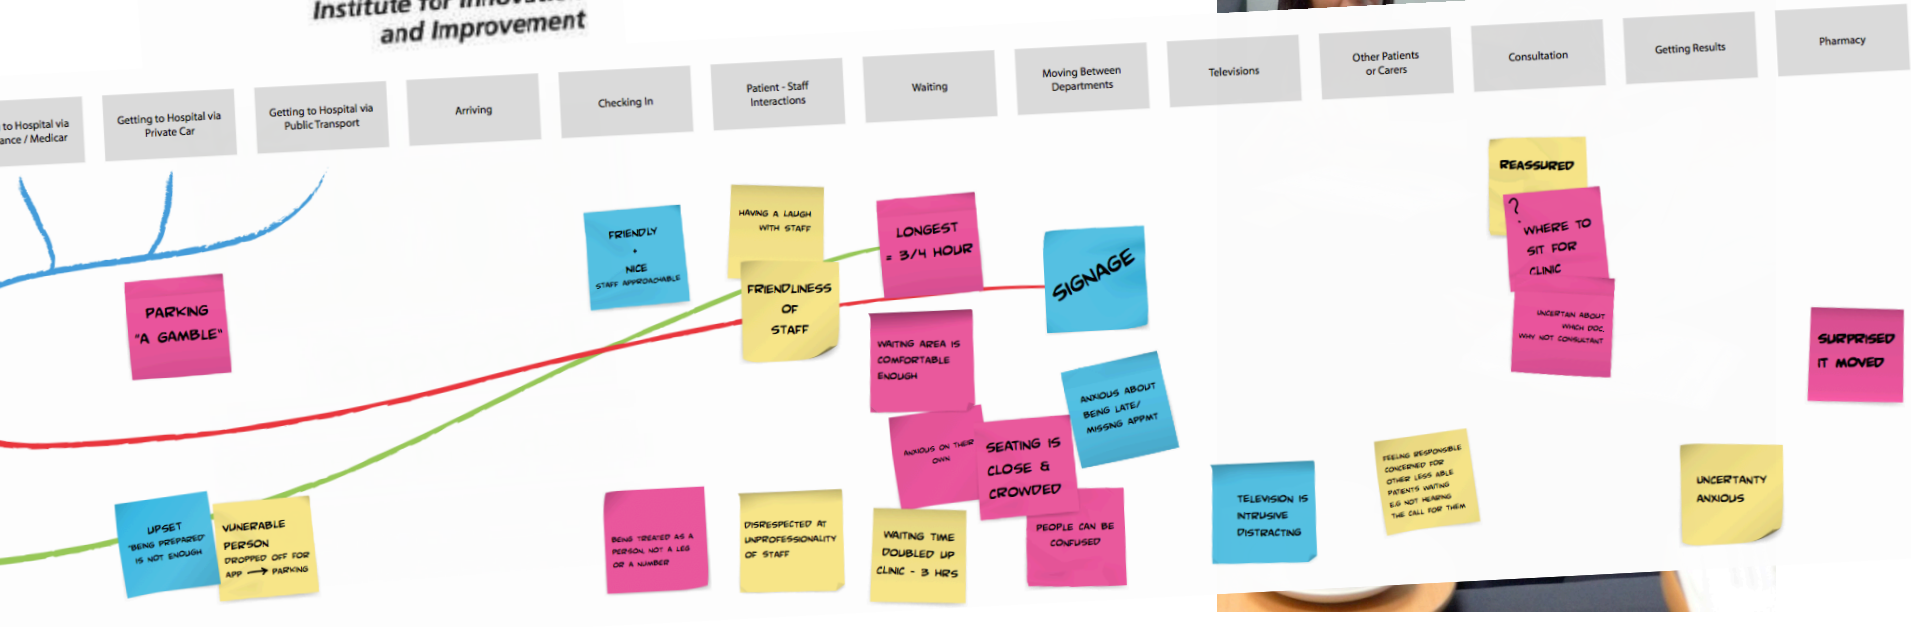 Institute for Innovation
and Improvement
to Hospital via
ance / Medicar
Getting to Hospital via
Private Car
Getting to Hospital via
Public Transport
Arriving
Checking In
Patient - Staff
Interactions
Waiting
Moving Between
Departments
Televisions
Other Patients
or Carers
Consultation
Getting Results
Pharmacy
PARKING
"A GAMBLE"
UPSET
"BEING PREPARED
IS NOT ENOUGH
VUNERABLE
PERSON
DROPPED OFF FOR
APP → PARKING
FRIENDLY
+
NICE
STAFF APPROACHABLE
BEING TREATED AS A
PERSON, NOT A LEG
OR A NUMBER
HAVNG A LAUGH
WITH STAFF
FRIENDLINESS
OF
STAFF
DISRESPECTED AT
UNPROFESSIONALITY
OF STAFF
LONGEST
= 3/4 HOUR
WAITING AREA IS
COMFORTABLE
ENOUGH
ANXIOUS ON THEIR
OWN
SEATING IS
CLOSE &
CROWDED
WAITING TIME
DOUBLED UP
CLINIC - 3 HRS
PEOPLE CAN BE
CONFUSED
SIGNAGE
ANXIOUS ABOUT
BEING LATE/
MISSNG APPMT
TELEVISION IS
INTRUSIVE
DISTRACTING
FEELING RESPONSIBLE
CONCERNED FOR
OTHER LESS ABLE
PATIENTS WAITING
E.G NOT HEARING
THE CALL FOR THEM
REASSURED
?
WHERE TO
SIT FOR
CLINIC
UNCERTAIN ABOUT
WHICH DOC.
WHY NOT CONSULTANT
UNCERTANTY
ANXIOUS
SURPRISED
IT MOVED